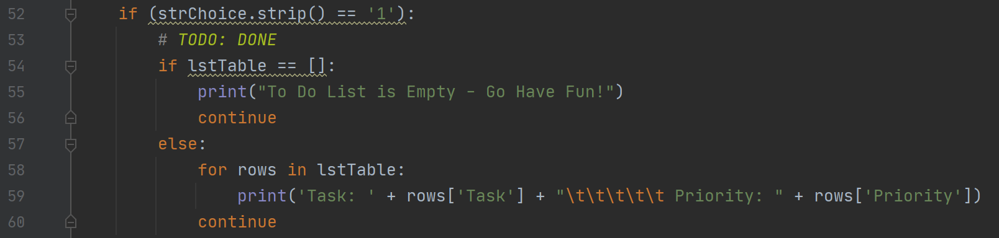 52 if (strChoice.strip() == '1'):
53 # TODO: DONE
54 if lstTable == []:
55 print("To Do List is Empty - Go Have Fun!")
56 continue
57 else:
58 for rows in lstTable:
59 print('Task: ' + rows['Task'] + "\t\t\t\t\t Priority: " + rows['Priority'])
60 continue